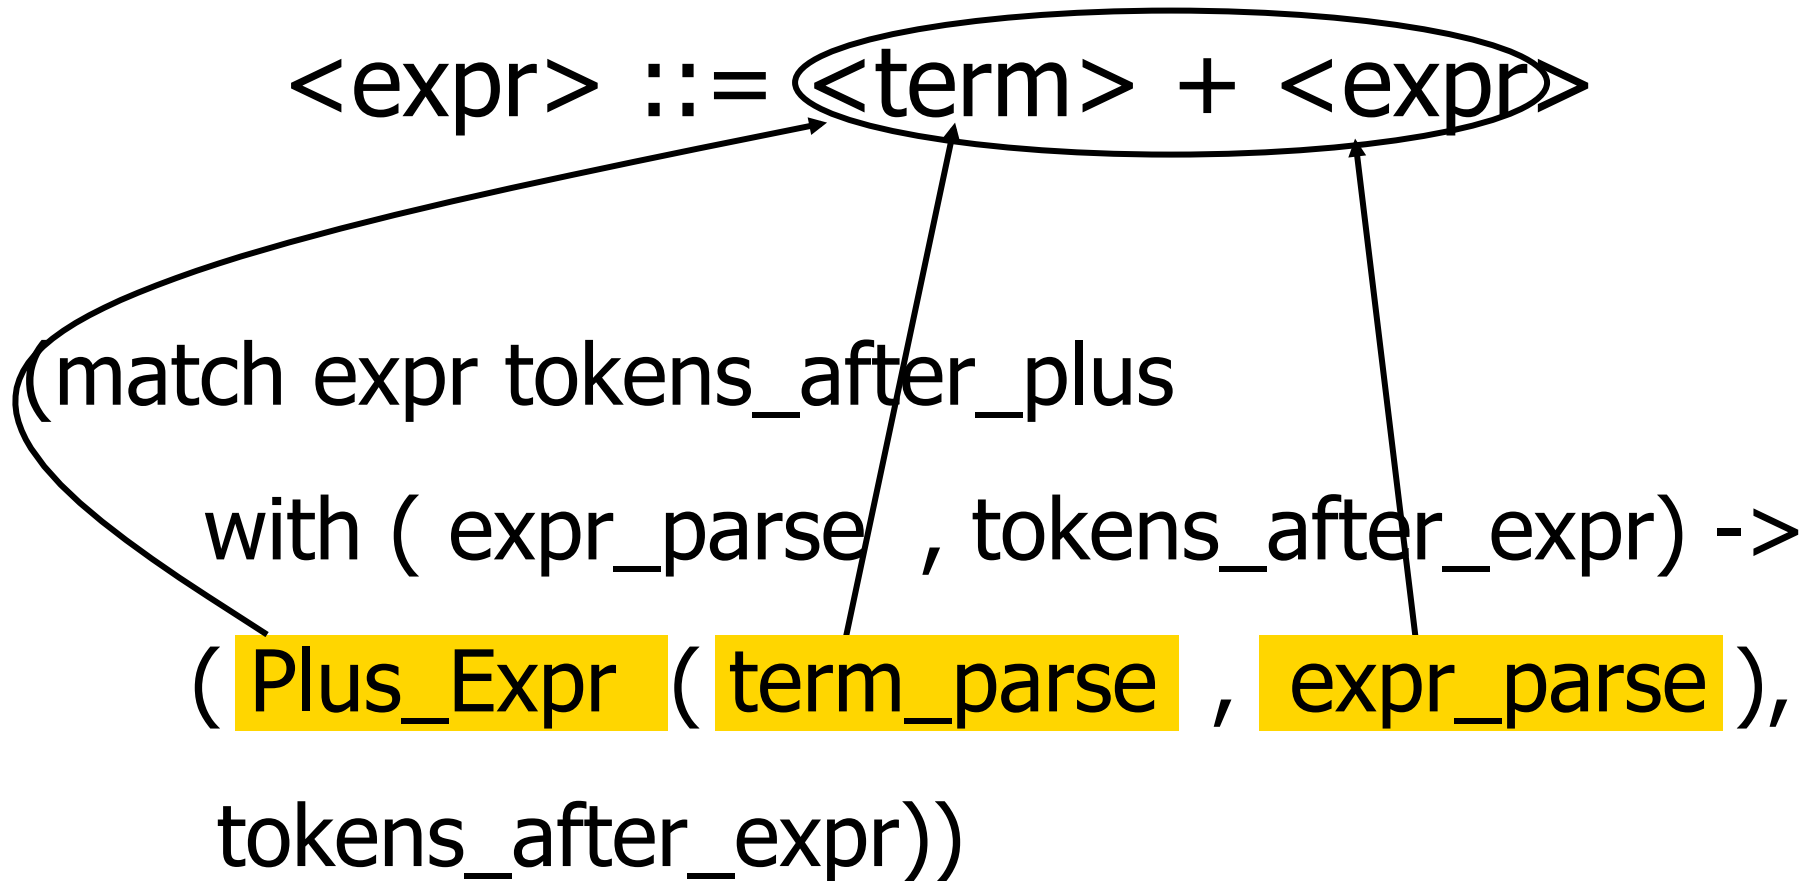 <expr> ::= <term> + <expr>
(match expr tokens_after_plus
with ( expr_parse , tokens_after_expr) ->
( Plus_Expr ( term_parse , expr_parse ),
tokens_after_expr))